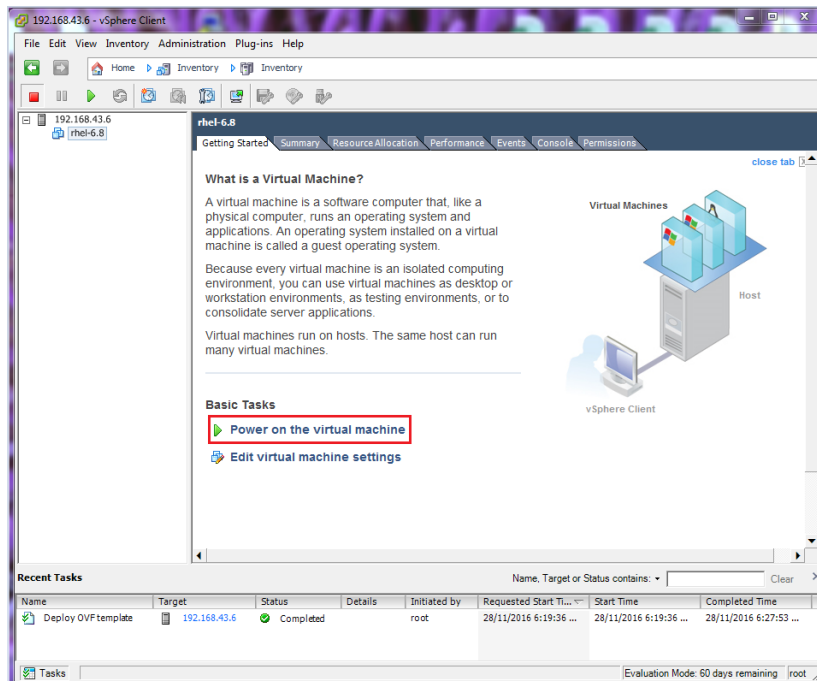 192.168.43.6 - vSphere Client
File Edit View Inventory Administration Plug-ins Help
Home Inventory Inventory
192.168.43.6
rhel-6.8
rhel-6.8
Getting Started Summary Resource Allocation Performance Events Console Permissions
close tab
What is a Virtual Machine?
A virtual machine is a software computer that, like a
physical computer, runs an operating system and
applications. An operating system installed on a virtual
machine is called a guest operating system.
Because every virtual machine is an isolated computing
environment, you can use virtual machines as desktop or
workstation environments, as testing environments, or to
consolidate server applications.
Virtual machines run on hosts. The same host can run
many virtual machines.
Basic Tasks
Power on the virtual machine
Edit virtual machine settings
Virtual Machines
Host
vSphere Client
Recent Tasks
Name, Target or Status contains:
Clear
Name Target Status Details Initiated by Requested Start Ti... Start Time Completed Time
Deploy OVF template 192.168.43.6 Completed root 28/11/2016 6:19:36 ... 28/11/2016 6:19:36 ... 28/11/2016 6:27:53 ...
Tasks
Evaluation Mode: 60 days remaining
root